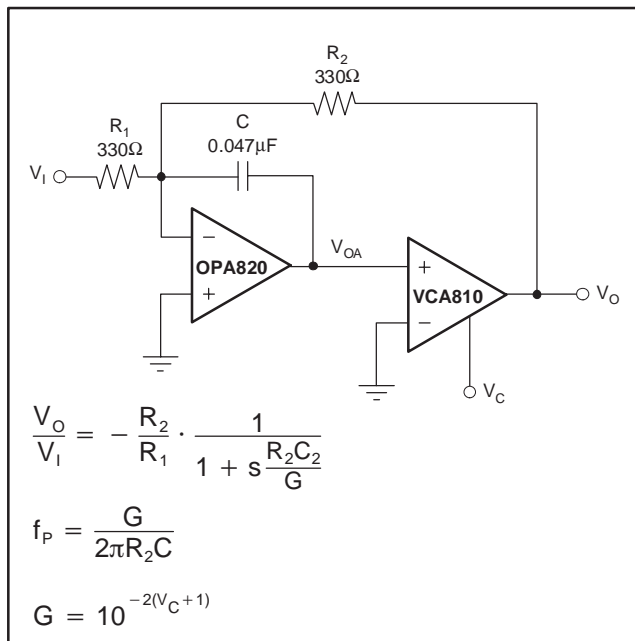 R2
330Ω
C
0.047μF
R1
330Ω
VI
−
OPA820
+
VOA
+
VCA810
−
VO
VC
VO/VI = − R2/R1 · 1/(1 + s R2C2/G)
fP = G/(2πR2C)
G = 10^−2(VC+1)